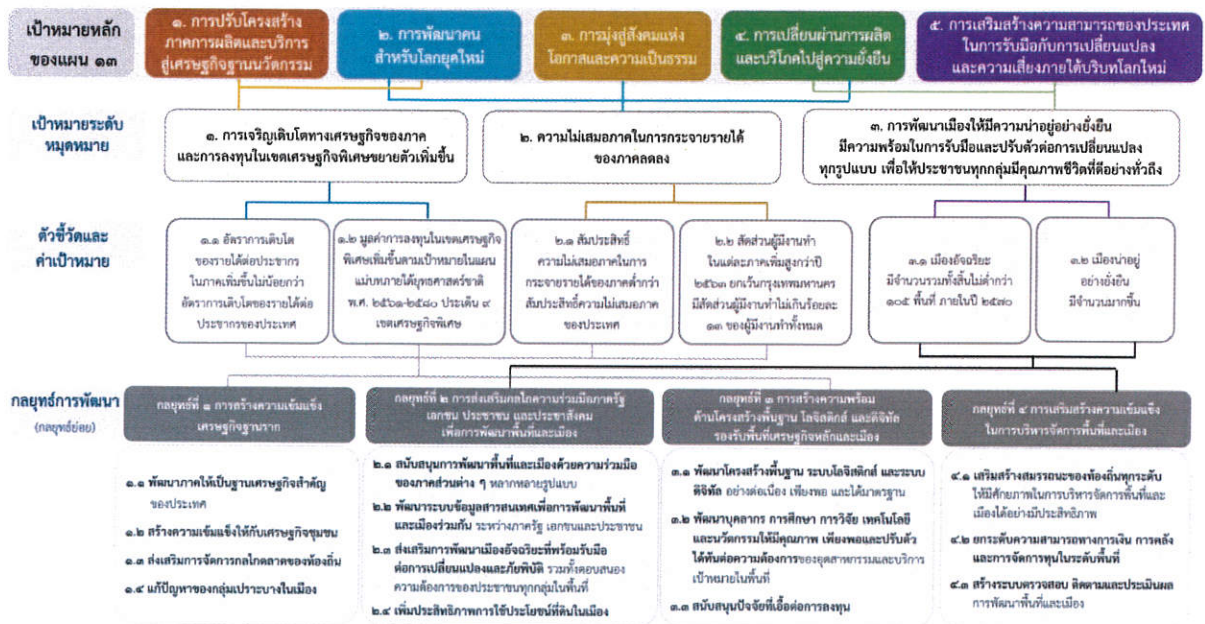 เป้าหมายหลัก
ของแผน ๑๓
๑. การปรับโครงสร้าง
ภาคการผลิตและบริการ
สู่เศรษฐกิจฐานนวัตกรรม
๒. การพัฒนาคน
สำหรับโลกยุคใหม่
๓. การมุ่งสู่สังคมแห่ง
โอกาสและความเป็นธรรม
๔. การเปลี่ยนผ่านการผลิต
และบริโภคไปสู่ความยั่งยืน
๕. การเสริมสร้างความสามารถของประเทศ
ในการรับมือกับการเปลี่ยนแปลง
และความเสี่ยงภายใต้บริบทโลกใหม่
เป้าหมายระดับ
หมุดหมาย
๑. การเจริญเติบโตทางเศรษฐกิจของภาค
และการลงทุนในเขตเศรษฐกิจพิเศษขยายตัวเพิ่มขึ้น
๒. ความไม่เสมอภาคในการกระจายรายได้
ของภาคลดลง
๓. การพัฒนาเมืองให้มีความน่าอยู่อย่างยั่งยืน
มีความพร้อมในการรับมือและปรับตัวต่อการเปลี่ยนแปลง
ทุกรูปแบบ เพื่อให้ประชาชนทุกกลุ่มมีคุณภาพชีวิตที่ดีอย่างทั่วถึง
ตัวชี้วัดและ
ค่าเป้าหมาย
๑.๑ อัตราการเติบโต
ของรายได้ต่อประชากร
ในภาคเพิ่มขึ้นไม่น้อยกว่า
อัตราการเติบโตของรายได้ต่อ
ประชากรของประเทศ
๑.๒ มูลค่าการลงทุนในเขตเศรษฐกิจ
พิเศษเพิ่มขึ้นตามเป้าหมายในแผน
แม่บทภายใต้ยุทธศาสตร์ชาติ
พ.ศ. ๒๕๖๑-๒๕๘๐ ประเด็น ๙
เขตเศรษฐกิจพิเศษ
๒.๑ สัมประสิทธิ์
ความไม่เสมอภาคในการ
กระจายรายได้ของภาคต่ำกว่า
สัมประสิทธิ์ความไม่เสมอภาค
ของประเทศ
๒.๒ สัดส่วนผู้มีงานทำ
ในแต่ละภาคเพิ่มสูงกว่าปี
๒๕๖๓ ยกเว้นกรุงเทพมหานคร
มีสัดส่วนผู้มีงานทำไม่เกินร้อยละ
๑๓ ของผู้มีงานทำทั้งหมด
๓.๑ เมืองอัจฉริยะ
มีจำนวนรวมทั้งสิ้นไม่ต่ำกว่า
๑๐๕ พื้นที่ ภายในปี ๒๕๗๐
๓.๒ เมืองน่าอยู่
อย่างยั่งยืน
มีจำนวนมากขึ้น
กลยุทธ์การพัฒนา
(กลยุทธ์ย่อย)
กลยุทธ์ที่ ๑ การสร้างความเข้มแข็ง
เศรษฐกิจฐานราก
กลยุทธ์ที่ ๒ การส่งเสริมกลไกความร่วมมือภาครัฐ
เอกชน ประชาชน และประชาสังคม
เพื่อการพัฒนาพื้นที่และเมือง
กลยุทธ์ที่ ๓ การสร้างความพร้อม
ด้านโครงสร้างพื้นฐาน โลจิสติกส์ และดิจิทัล
รองรับพื้นที่เศรษฐกิจหลักและเมือง
กลยุทธ์ที่ ๔ การเสริมสร้างความเข้มแข็ง
ในการบริหารจัดการพื้นที่และเมือง
๑.๑ พัฒนาภาคให้เป็นฐานเศรษฐกิจสำคัญ
ของประเทศ
๑.๒ สร้างความเข้มแข็งให้กับเศรษฐกิจชุมชน
๑.๓ ส่งเสริมการจัดการกลไกตลาดของท้องถิ่น
๑.๔ แก้ปัญหาของกลุ่มเปราะบางในเมือง
๒.๑ สนับสนุนการพัฒนาพื้นที่และเมืองด้วยความร่วมมือ
ของภาคส่วนต่าง ๆ หลากหลายรูปแบบ
๒.๒ พัฒนาระบบข้อมูลสารสนเทศเพื่อการพัฒนาพื้นที่
และเมืองร่วมกัน ระหว่างภาครัฐ เอกชนและประชาชน
๒.๓ ส่งเสริมการพัฒนาเมืองอัจฉริยะที่พร้อมรับมือ
ต่อการเปลี่ยนแปลงและภัยพิบัติ รวมทั้งตอบสนอง
ความต้องการของประชาชนทุกกลุ่มในพื้นที่
๒.๔ เพิ่มประสิทธิภาพการใช้ประโยชน์ที่ดินในเมือง
๓.๑ พัฒนาโครงสร้างพื้นฐาน ระบบโลจิสติกส์ และระบบ
ดิจิทัล อย่างต่อเนื่อง เพียงพอ และได้มาตรฐาน
๓.๒ พัฒนาบุคลากร การศึกษา การวิจัย เทคโนโลยี
และนวัตกรรมให้มีคุณภาพ เพียงพอและปรับตัว
ได้ทันต่อความต้องการของอุตสาหกรรมและบริการ
เป้าหมายในพื้นที่
๓.๓ สนับสนุนปัจจัยที่เอื้อต่อการลงทุน
๔.๑ เสริมสร้างสมรรถนะของท้องถิ่นทุกระดับ
ให้มีศักยภาพในการบริหารจัดการพื้นที่และ
เมืองได้อย่างมีประสิทธิภาพ
๔.๒ ยกระดับความสามารถทางการเงิน การคลัง
และการจัดการทุนในระดับพื้นที่
๔.๓ สร้างระบบตรวจสอบ ติดตามและประเมินผล
การพัฒนาพื้นที่และเมือง